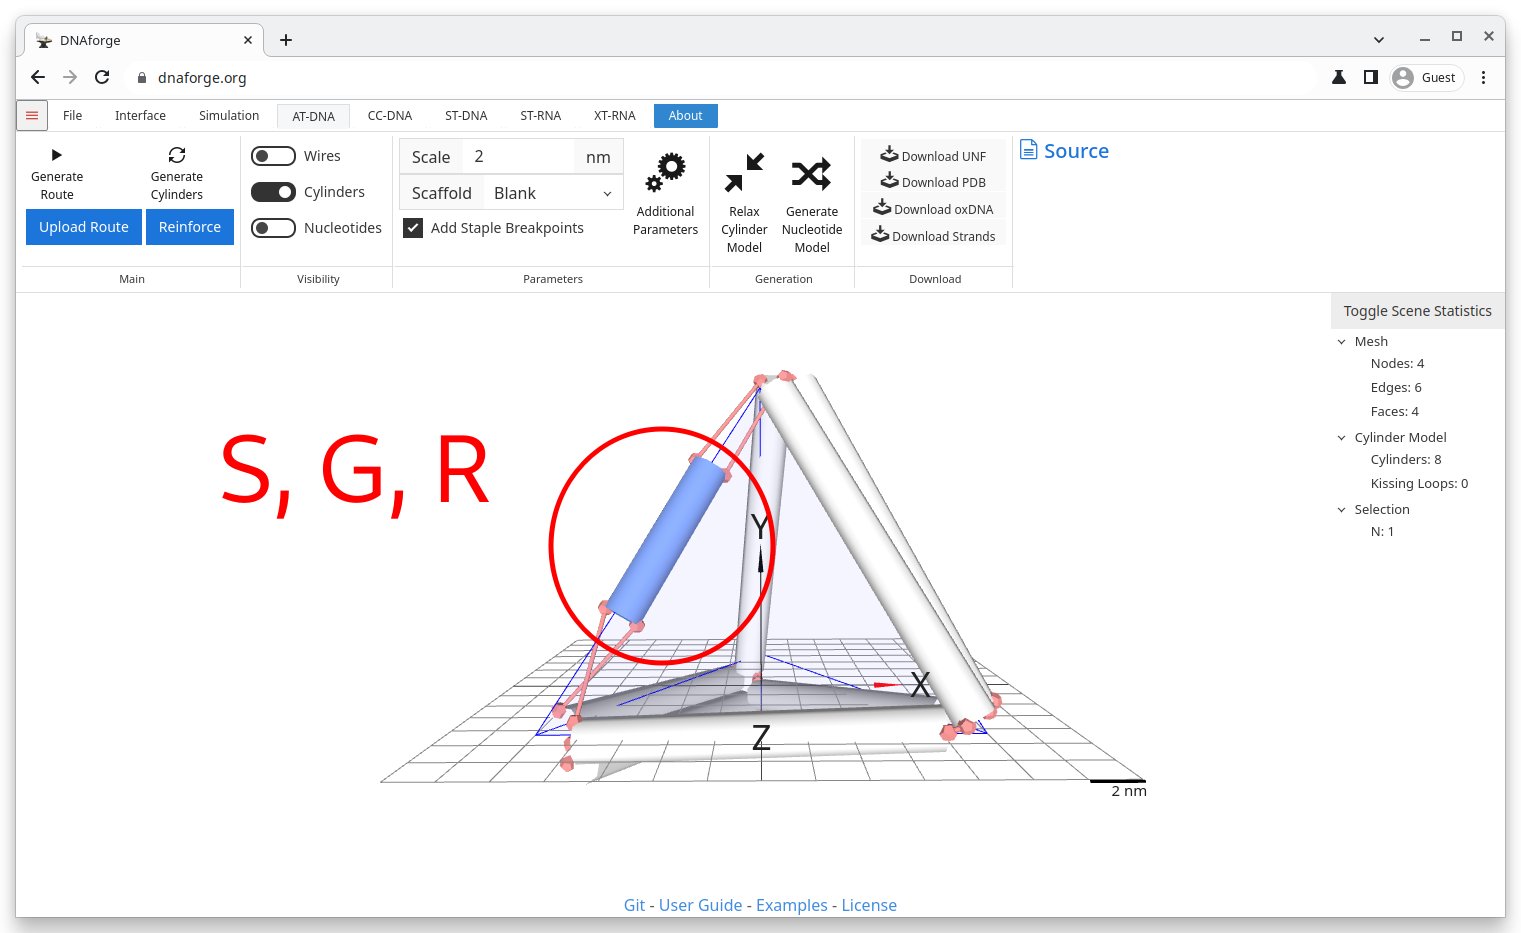 DNAforge
dnaforge.org
Guest
File Interface Simulation AT-DNA CC-DNA ST-DNA ST-RNA XT-RNA About
Generate Route
Generate Cylinders
Upload Route
Reinforce
Main
Wires
Cylinders
Nucleotides
Visibility
Scale 2 nm
Scaffold Blank
Add Staple Breakpoints
Additional Parameters
Parameters
Relax Cylinder Model
Generate Nucleotide Model
Generation
Download UNF
Download PDB
Download oxDNA
Download Strands
Download
Source
Toggle Scene Statistics
Mesh
Nodes: 4
Edges: 6
Faces: 4
Cylinder Model
Cylinders: 8
Kissing Loops: 0
Selection
N: 1
S, G, R
Y
X
Z
2 nm
Git - User Guide - Examples - License